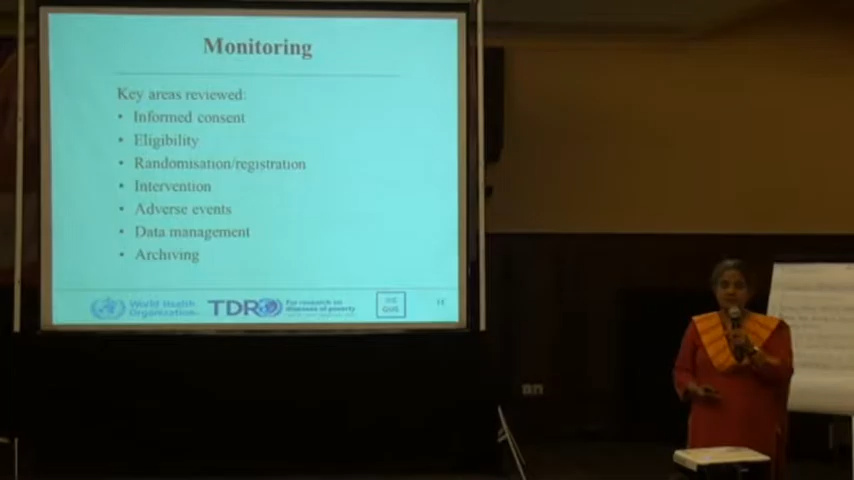 Monitoring
Key areas reviewed:
• Informed consent
• Eligibility
• Randomisation/registration
• Intervention
• Adverse events
• Data management
• Archiving
World Health
Organization
TDR
For research on
diseases of poverty